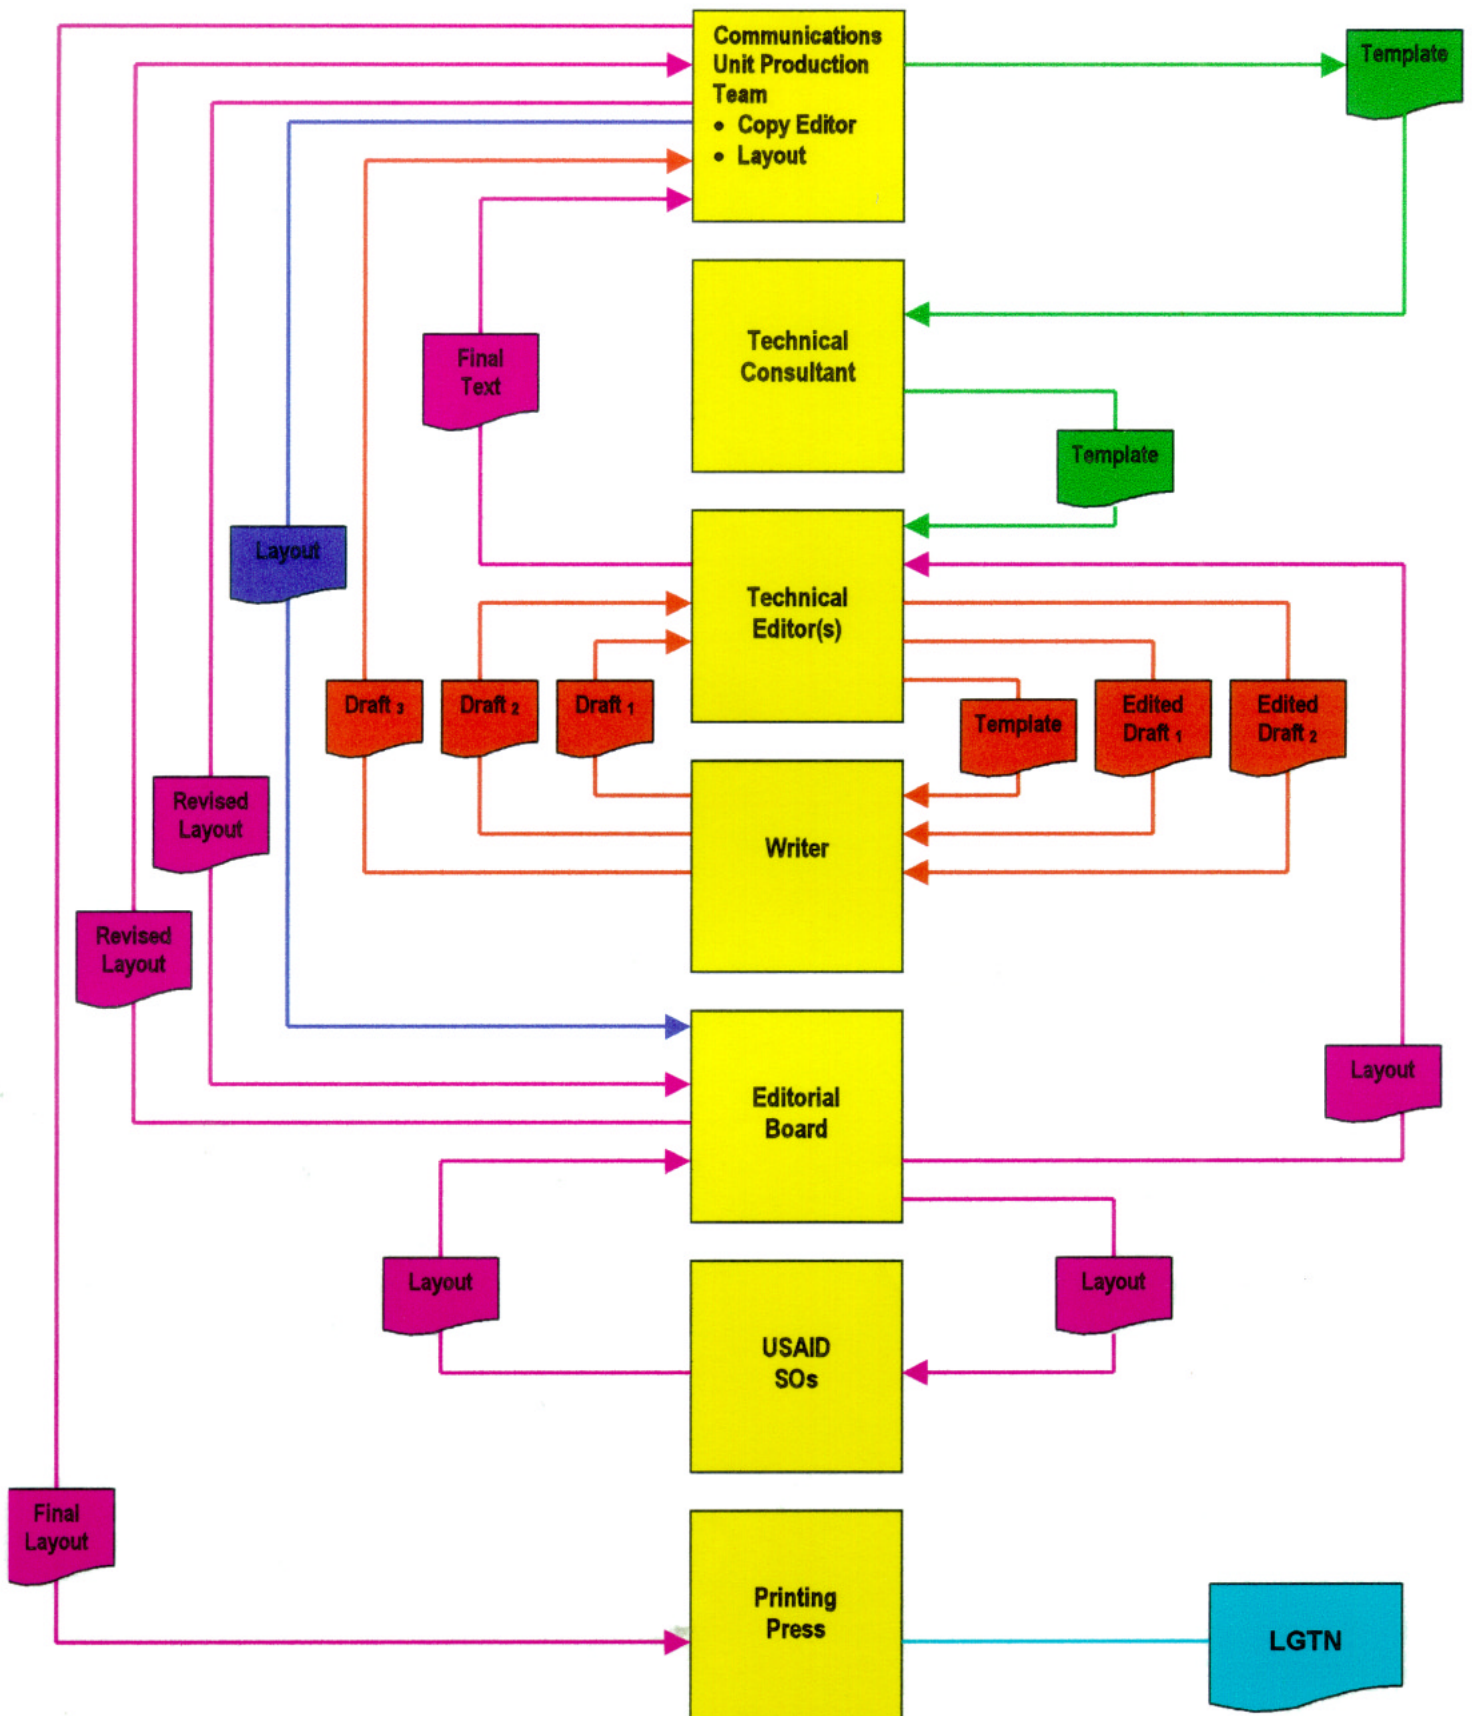 Communications
Unit Production
Team
• Copy Editor
• Layout
Template
Technical
Consultant
Final
Text
Template
Layout
Technical
Editor(s)
Draft 3
Draft 2
Draft 1
Template
Edited
Draft 1
Edited
Draft 2
Revised
Layout
Writer
Revised
Layout
Editorial
Board
Layout
Layout
Layout
USAID
SOs
Final
Layout
Printing
Press
LGTN